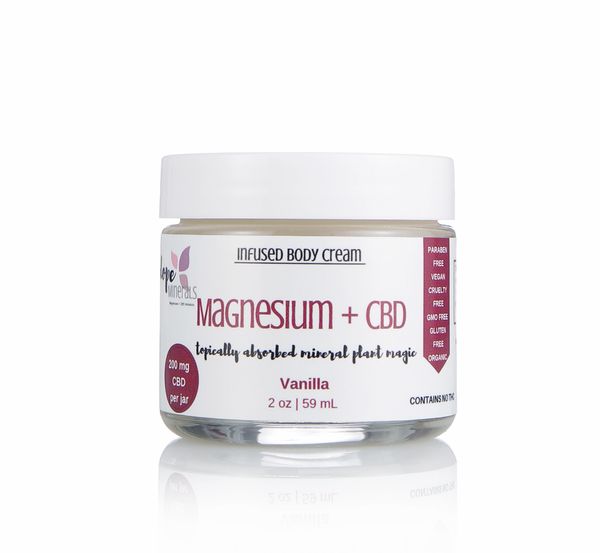 INFUSED BODY CREAM
MINERALS
MAGNESIUM + CBD
topically absorbed mineral plant magic
200 mg
CBD
per jar
Vanilla
2 oz | 59 mL
PARABEN
FREE
VEGAN
CRUELTY
FREE
GMO FREE
GLUTEN
FREE
ORGANIC
CONTAINS NO THC